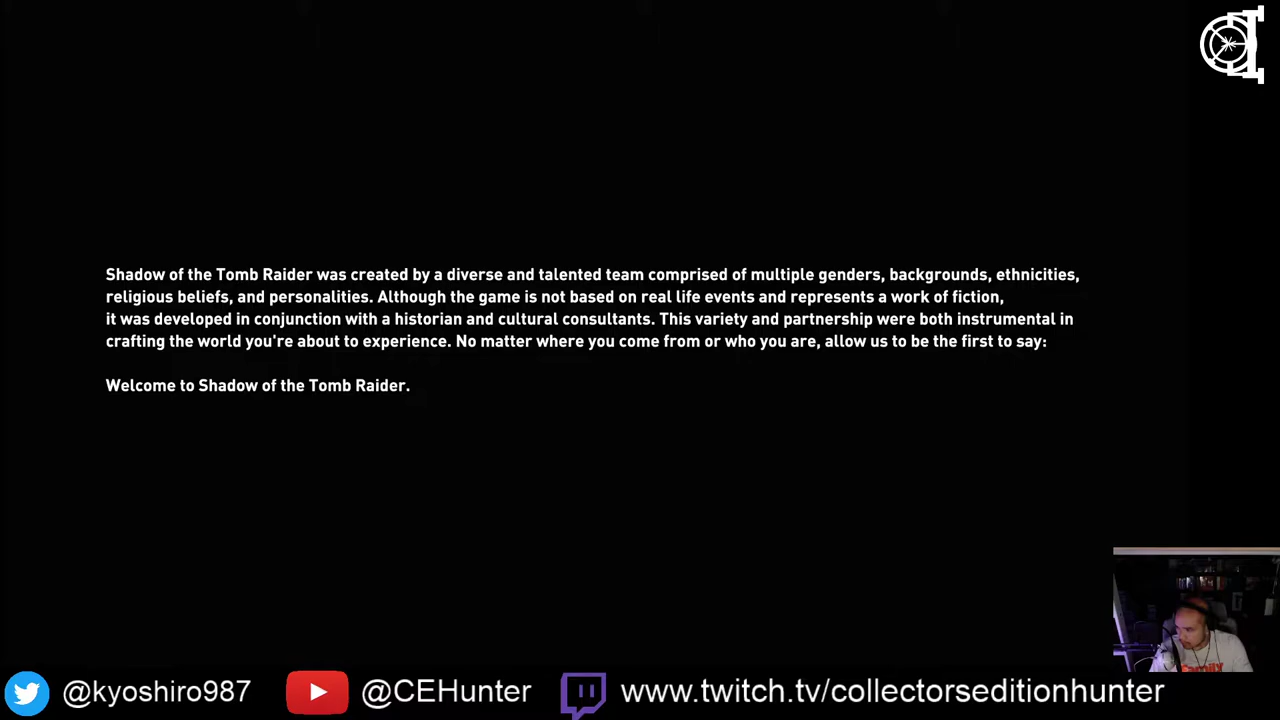 Shadow of the Tomb Raider was created by a diverse and talented team comprised of multiple genders, backgrounds, ethnicities,
religious beliefs, and personalities. Although the game is not based on real life events and represents a work of fiction,
it was developed in conjunction with a historian and cultural consultants. This variety and partnership were both instrumental in
crafting the world you're about to experience. No matter where you come from or who you are, allow us to be the first to say:
Welcome to Shadow of the Tomb Raider.
@kyoshiro987 @CEHunter www.twitch.tv/collectorseditionhunter